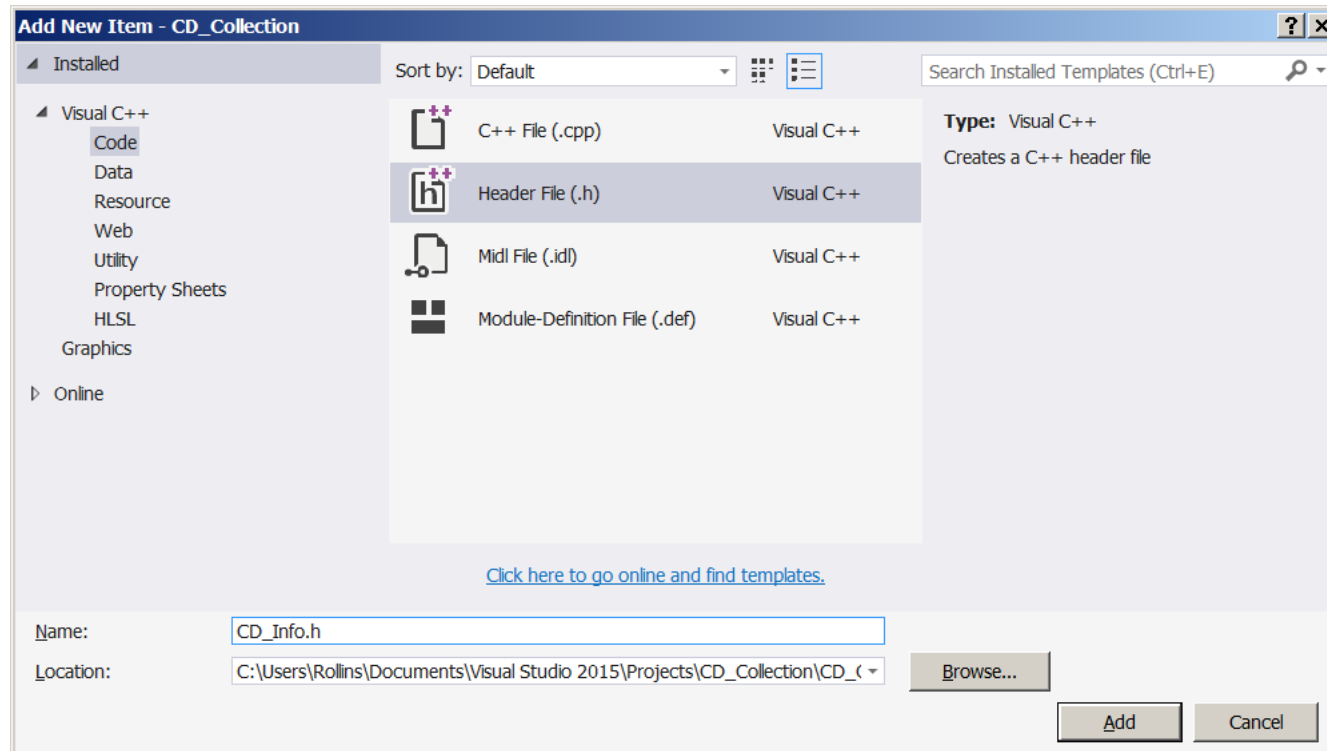 Add New Item - CD_Collection
Installed
Visual C++
Code
Data
Resource
Web
Utility
Property Sheets
HLSL
Graphics
Online
Sort by: Default
C++ File (.cpp) Visual C++
Header File (.h) Visual C++
Midl File (.idl) Visual C++
Module-Definition File (.def) Visual C++
Click here to go online and find templates.
Search Installed Templates (Ctrl+E)
Type: Visual C++
Creates a C++ header file
Name: CD_Info.h
Location: C:\Users\Rollins\Documents\Visual Studio 2015\Projects\CD_Collection\CD_(
Browse...
Add Cancel